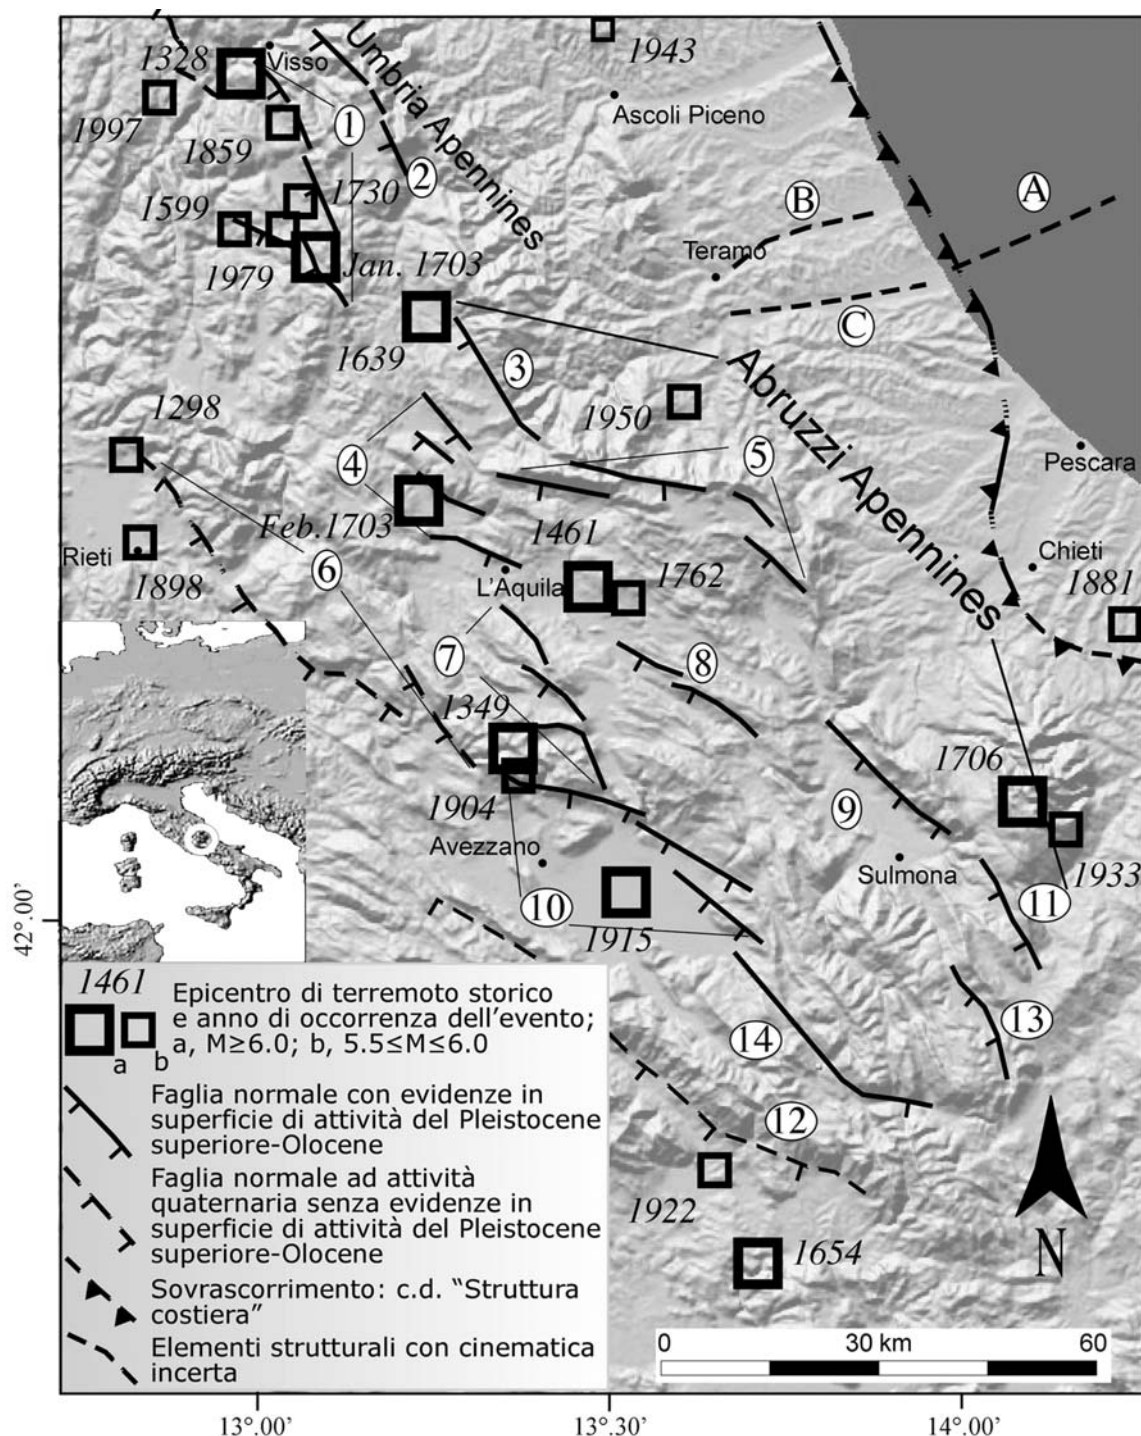 1943
1328
Visso
Umbria Apennines
1997
Ascoli Piceno
1
1859
2
1730
A
B
1599
Teramo
1979
Jan. 1703
C
1639
3
Abruzzi Apennines
1950
1298
4
5
Pescara
Feb.1703
1461
Rieti
6
Chieti
1898
L'Aquila
1762
1881
7
8
1349
1706
1904
9
Avezzano
Sulmona
1933
10
11
42°.00'
1915
13
14
12
1922
1654
N
1461
a b
Epicentro di terremoto storico
e anno di occorrenza dell'evento;
a, M≥6.0; b, 5.5≤M≤6.0
Faglia normale con evidenze in
superficie di attività del Pleistocene
superiore-Olocene
Faglia normale ad attività
quaternaria senza evidenze in
superficie di attività del Pleistocene
superiore-Olocene
Sovrascorrimento: c.d. “Struttura
costiera”
Elementi strutturali con cinematica
incerta
0 30 km 60
13°.00' 13°.30' 14°.00'